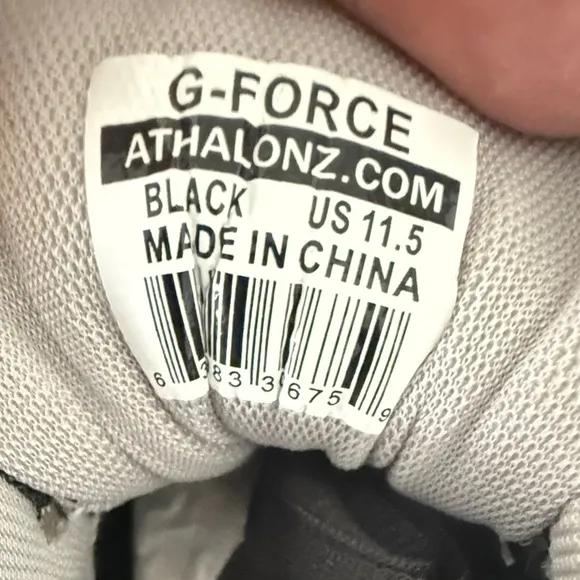 G-FORCE
ATHALONZ.COM
BLACK US 11.5
MADE IN CHINA